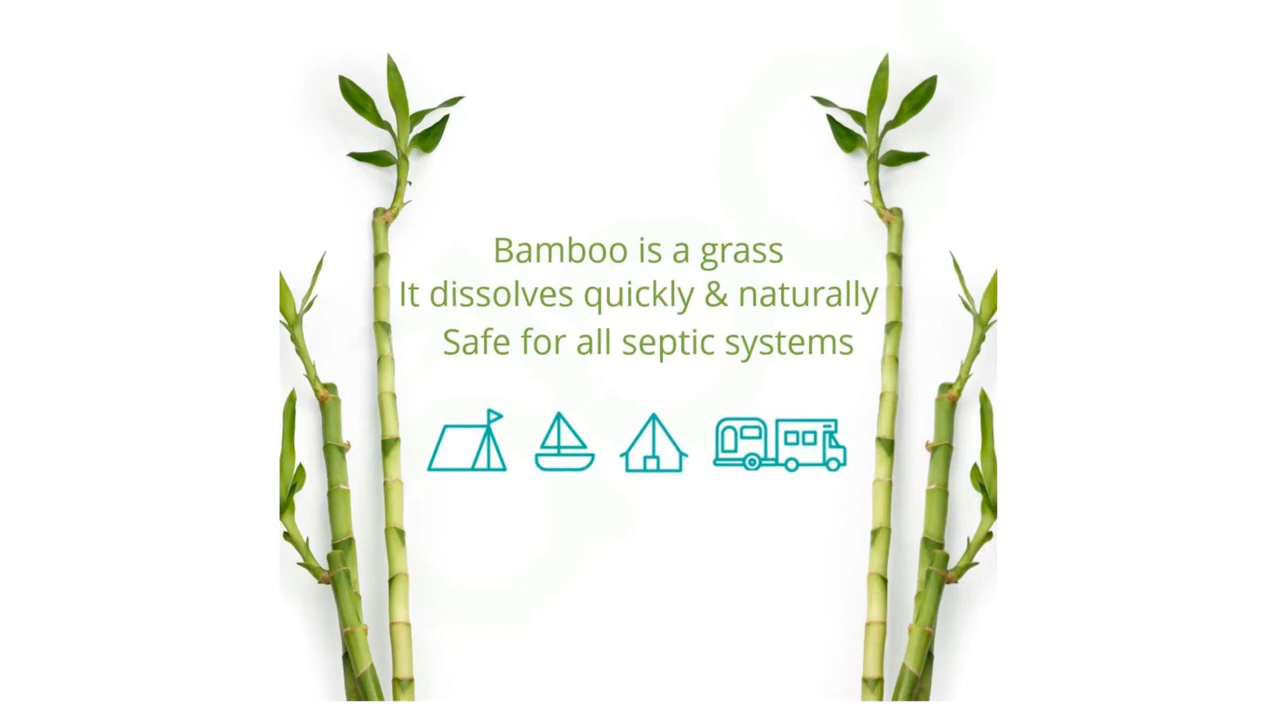 Bamboo is a grass
It dissolves quickly & naturally
Safe for all septic systems